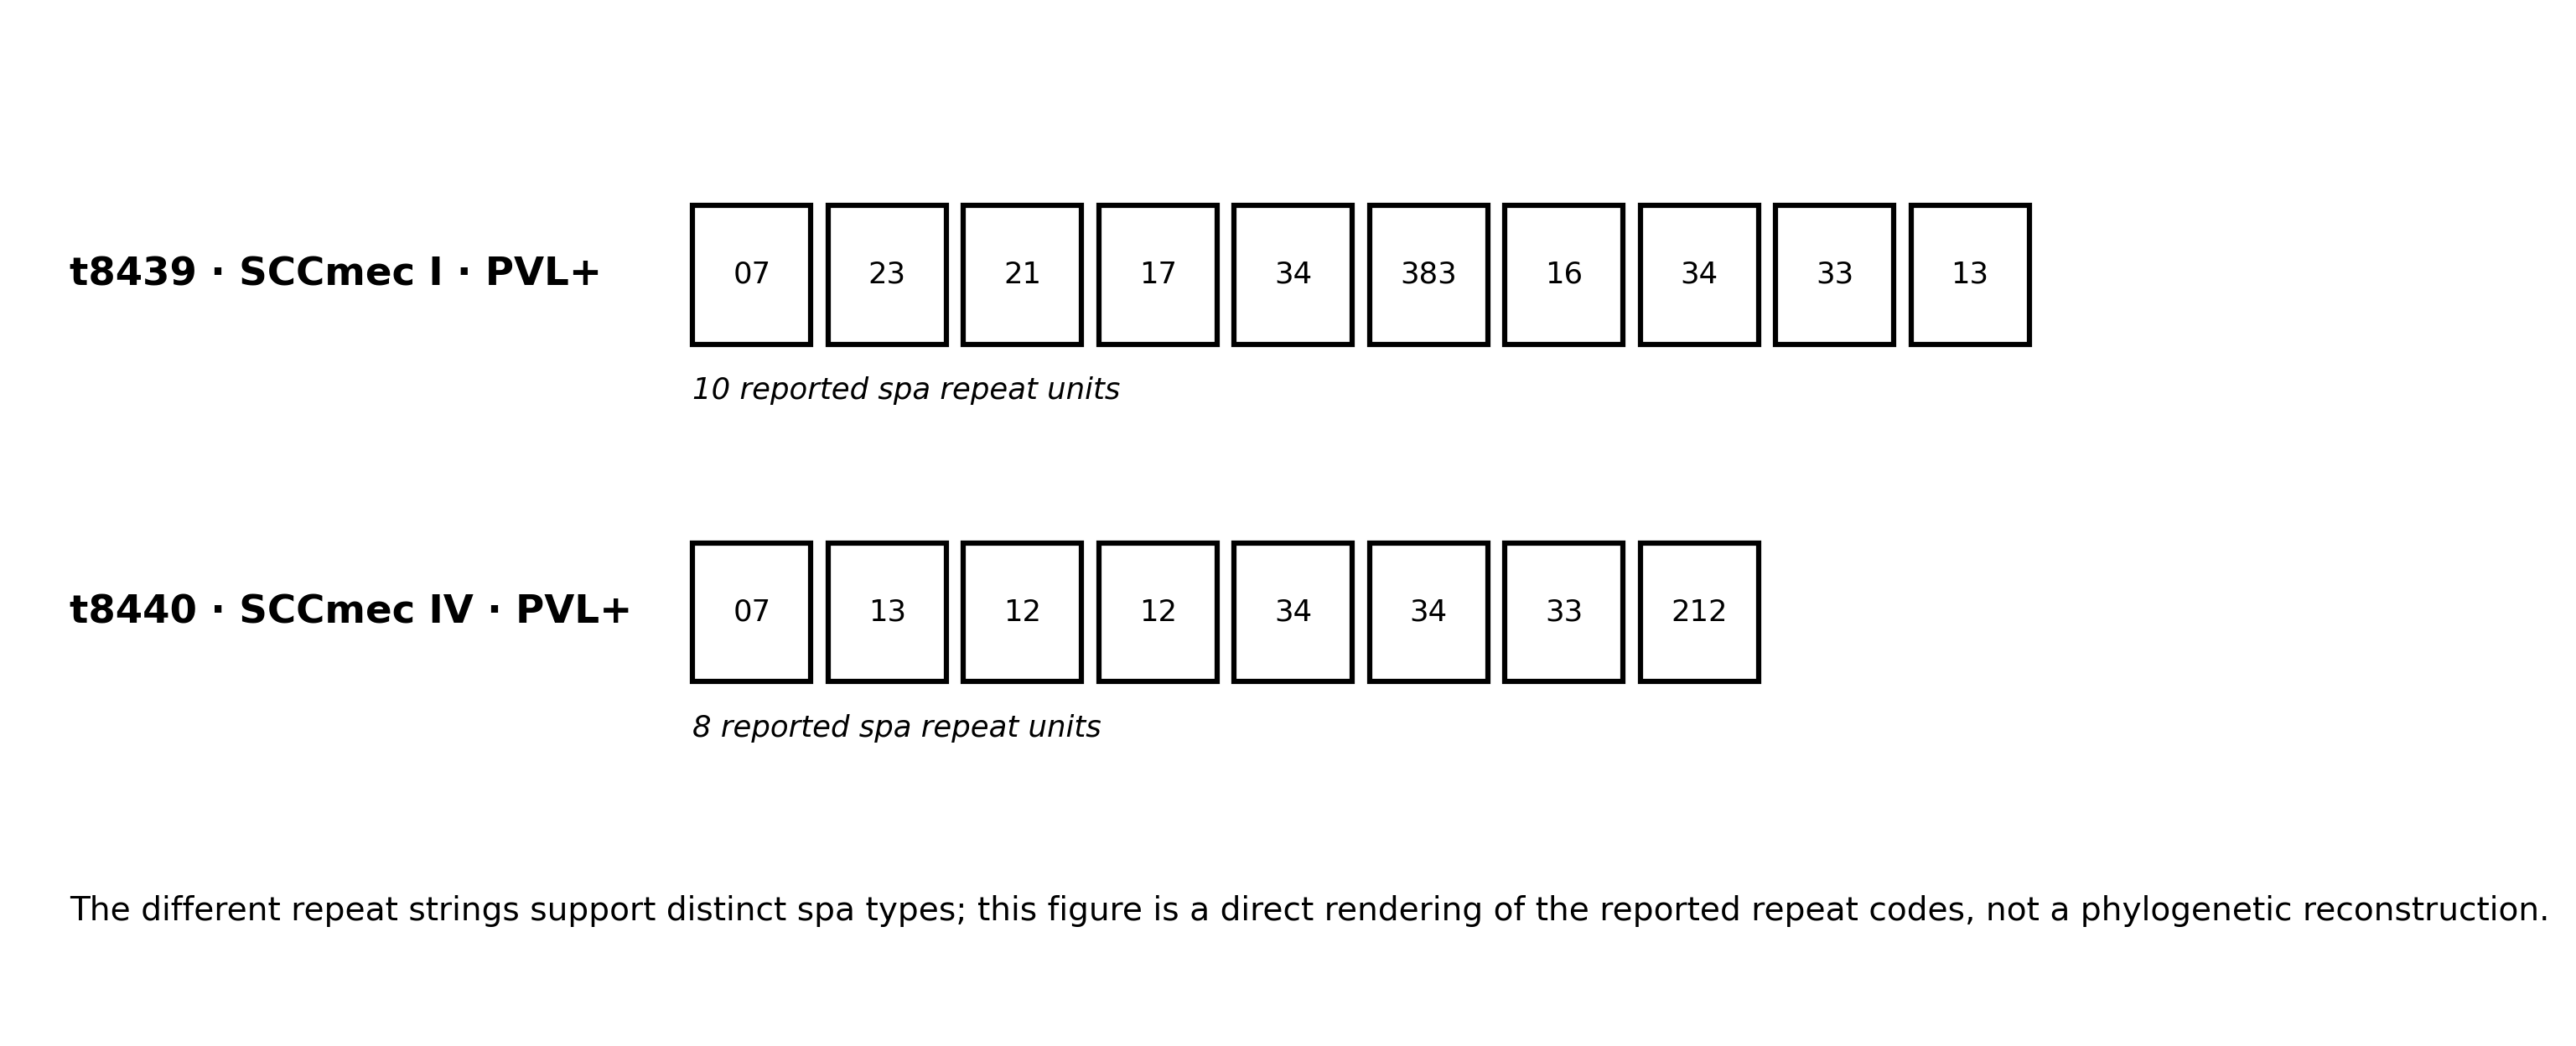 t8439 · SCCmec I · PVL+ 07 23 21 17 34 383 16 34 33 13
10 reported spa repeat units
t8440 · SCCmec IV · PVL+ 07 13 12 12 34 34 33 212
8 reported spa repeat units
The different repeat strings support distinct spa types; this figure is a direct rendering of the reported repeat codes, not a phylogenetic reconstruction.